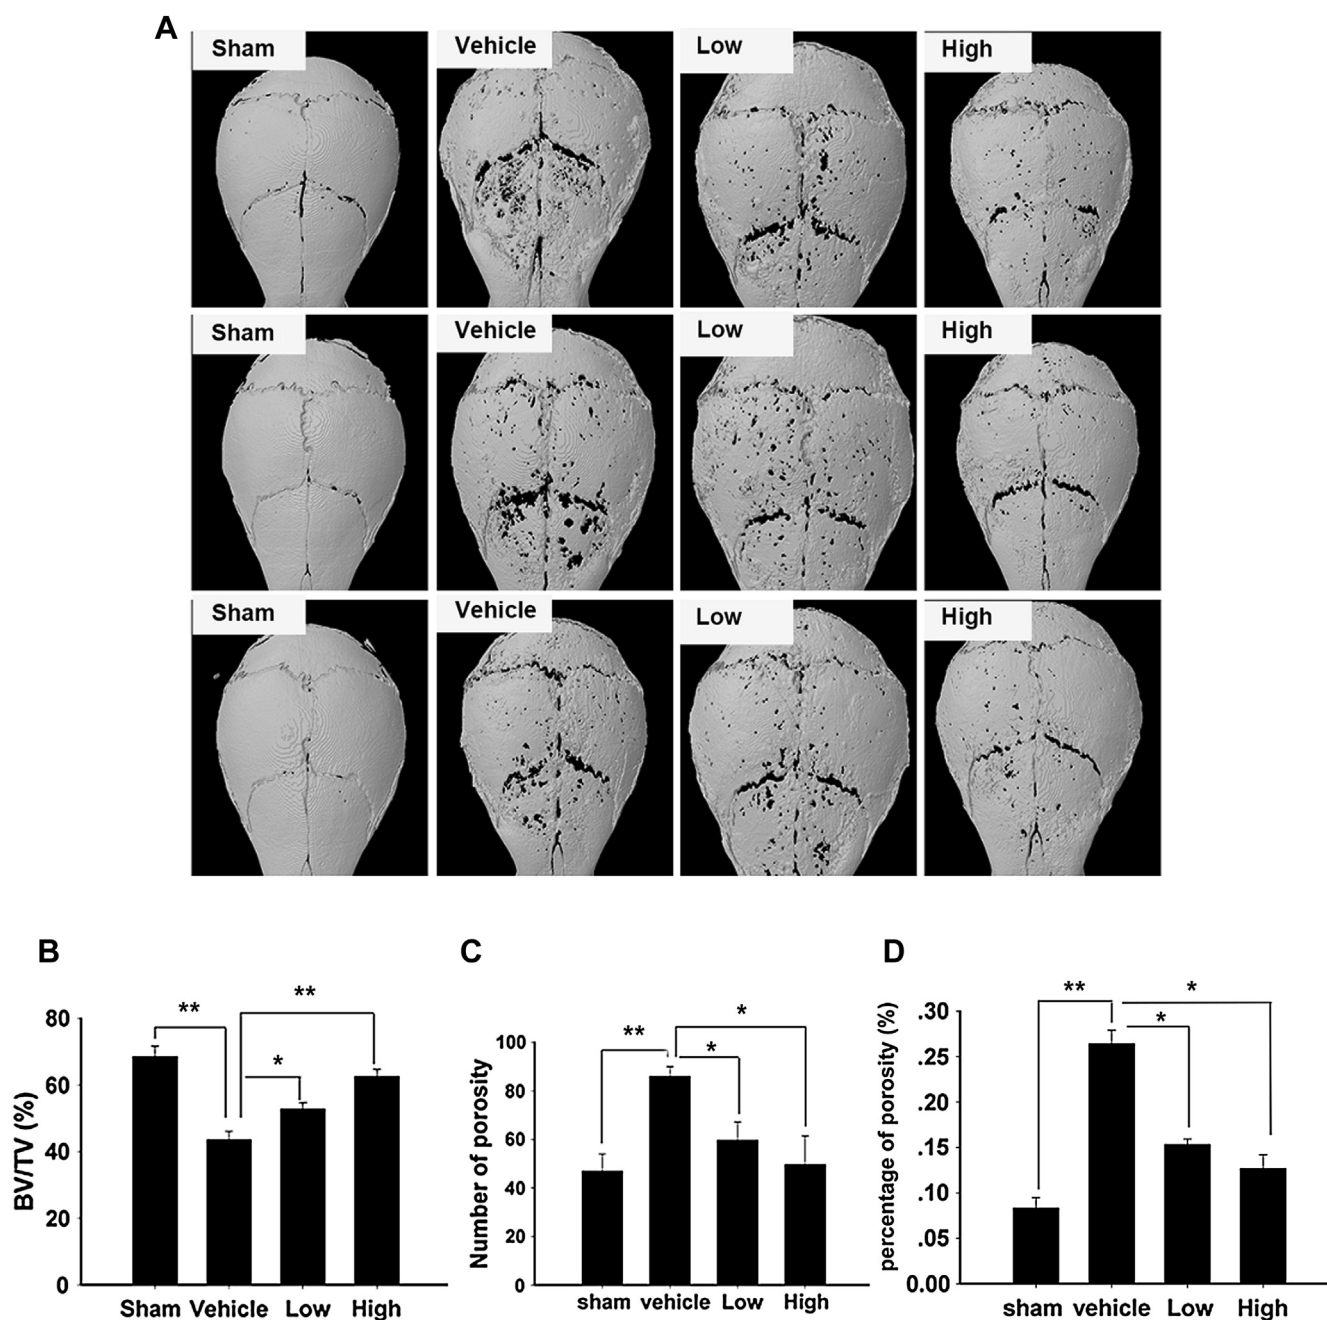 A
Sham Vehicle Low High
Sham Vehicle Low High
Sham Vehicle Low High
B
BV/TV (%)
80
60
40
20
0
** ** *
Sham Vehicle Low High
C
Number of porosity
100
80
60
40
20
0
** * *
sham vehicle Low High
D
percentage of porosity (%)
.30
.25
.20
.15
.10
.05
0.00
** * *
sham vehicle Low High